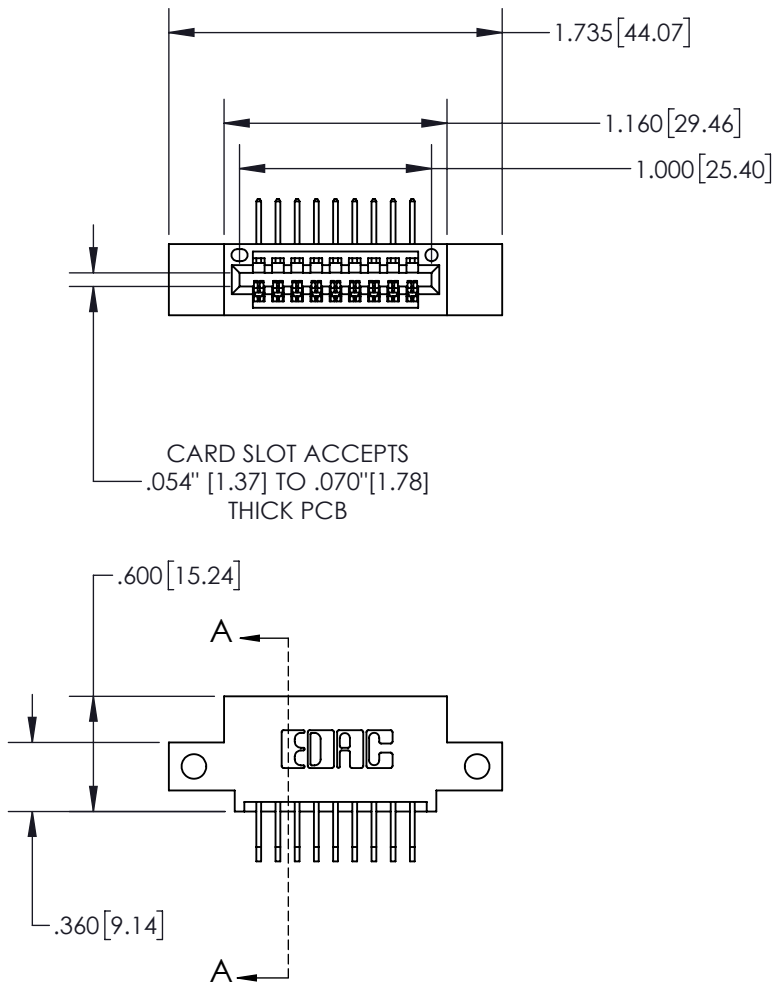 1.735[44.07]
1.160[29.46]
1.000[25.40]
CARD SLOT ACCEPTS
.054" [1.37] TO .070"[1.78]
THICK PCB
.600[15.24]
A
EDAC
.360[9.14]
A